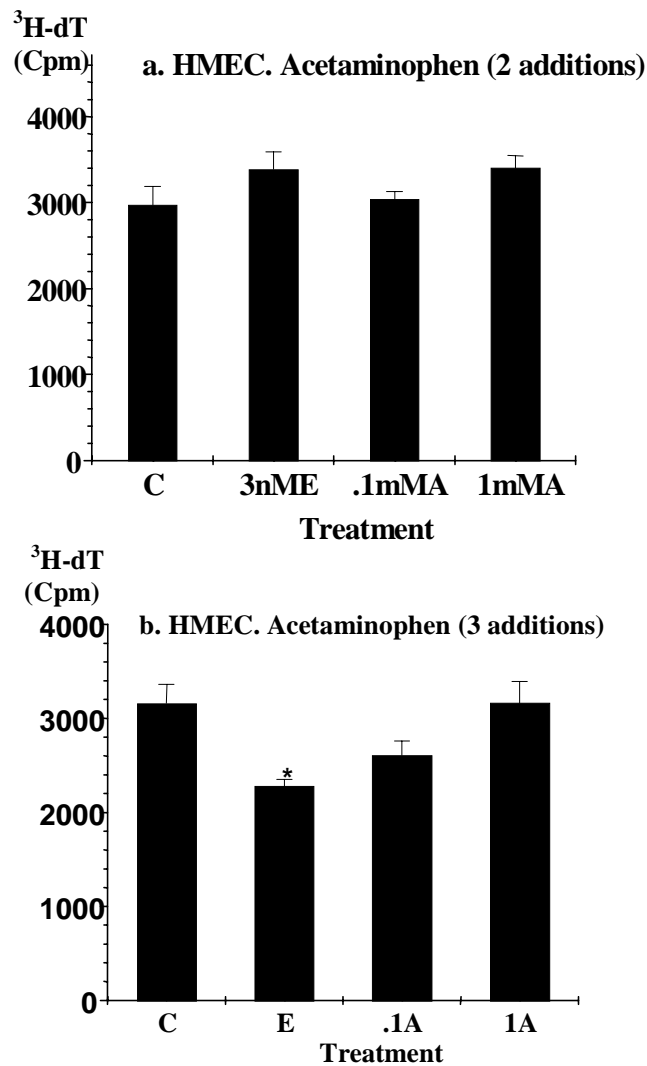 ³H-dT
(Cpm)
a. HMEC. Acetaminophen (2 additions)
4000
3000
2000
1000
0
C 3nME .1mMA 1mMA
Treatment
³H-dT
(Cpm)
b. HMEC. Acetaminophen (3 additions)
4000
3000
*
2000
1000
0
C E .1A 1A
Treatment